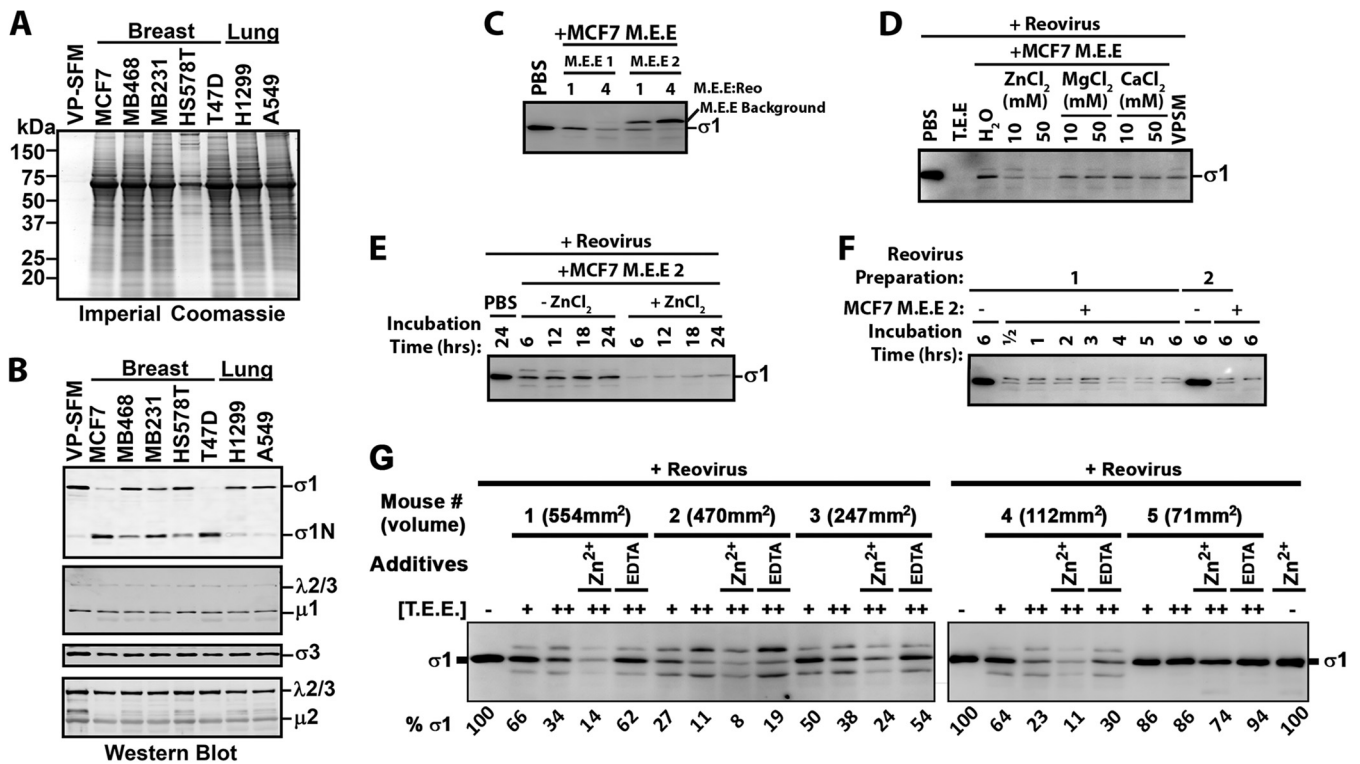 A
Breast Lung
VP-SFM MCF7 MB468 MB231 HS578T T47D H1299 A549
kDa
150
75
50
37
25
20
Imperial Coomassie
B
Breast Lung
VP-SFM MCF7 MB468 MB231 HS578T T47D H1299 A549
σ1
σ1N
λ2/3
μ1
σ3
λ2/3
μ2
Western Blot
C
+MCF7 M.E.E
PBS M.E.E 1 M.E.E 2
1 4 1 4 M.E.E:Reo
M.E.E Background
σ1
D
+ Reovirus
+MCF7 M.E.E
ZnCl2 (mM) MgCl2 (mM) CaCl2 (mM)
PBS T.E.E H2O 10 50 10 50 10 50 VPSM
σ1
E
+ Reovirus
+MCF7 M.E.E 2
PBS - ZnCl2 + ZnCl2
Incubation Time (hrs): 24 6 12 18 24 6 12 18 24
σ1
F
Reovirus Preparation: 1 2
MCF7 M.E.E 2: - + - +
Incubation Time (hrs): 6 ½ 1 2 3 4 5 6 6 6 6
G
+ Reovirus + Reovirus
Mouse # (volume) 1 (554mm2) 2 (470mm2) 3 (247mm2) 4 (112mm2) 5 (71mm2)
Additives Zn2+ EDTA Zn2+ EDTA Zn2+ EDTA Zn2+ EDTA Zn2+ EDTA Zn2+
[T.E.E.] - + ++ ++ ++ + ++ ++ ++ + ++ ++ ++ - + ++ ++ ++ + ++ ++ ++ -
σ1 σ1
% σ1 100 66 34 14 62 27 11 8 19 50 38 24 54 100 64 23 11 30 86 86 74 94 100